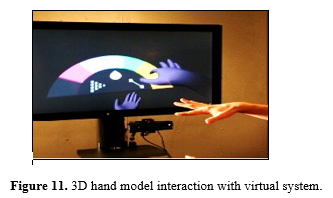 Figure 11. 3D hand model interaction with virtual system.